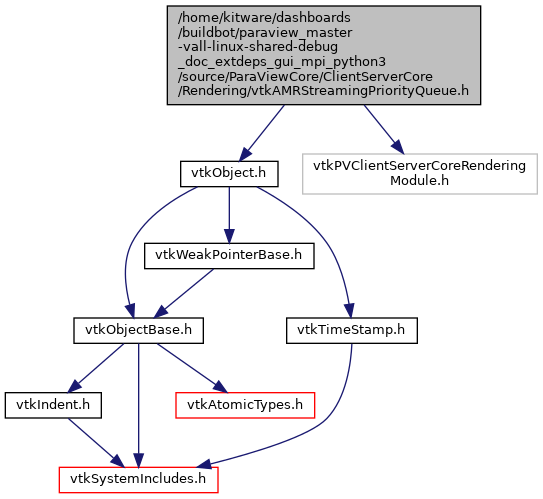 /home/kitware/dashboards
/buildbot/paraview_master
-vall-linux-shared-debug
_doc_extdeps_gui_mpi_python3
/source/ParaViewCore/ClientServerCore
/Rendering/vtkAMRStreamingPriorityQueue.h
vtkObject.h
vtkPVClientServerCoreRendering
Module.h
vtkWeakPointerBase.h
vtkObjectBase.h
vtkTimeStamp.h
vtkIndent.h
vtkAtomicTypes.h
vtkSystemIncludes.h